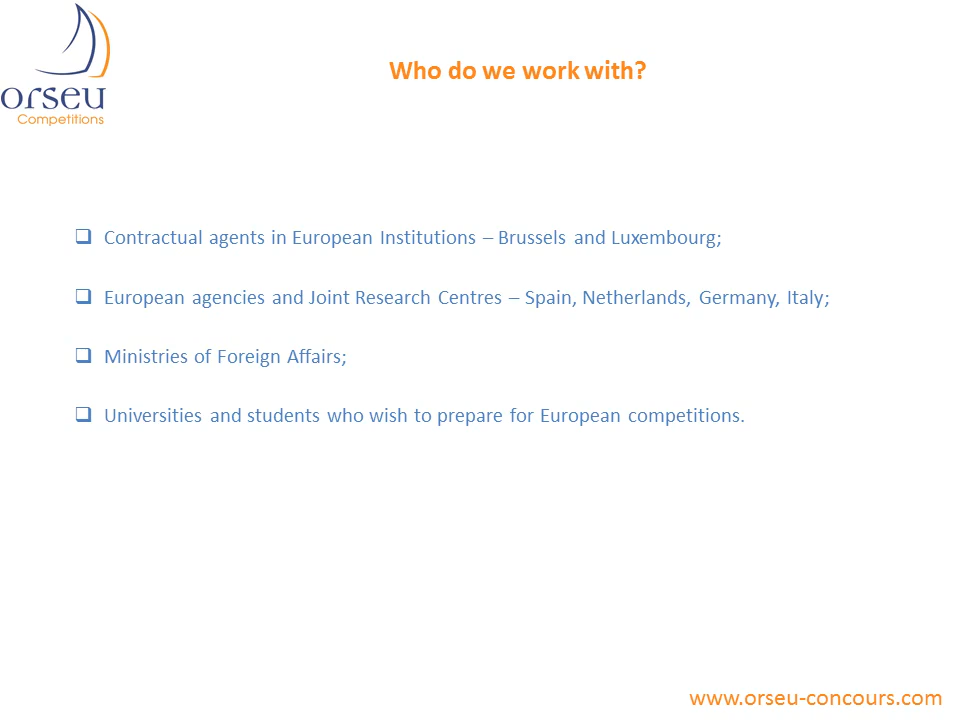 orseu
Competitions
Who do we work with?
Contractual agents in European Institutions – Brussels and Luxembourg;
European agencies and Joint Research Centres – Spain, Netherlands, Germany, Italy;
Ministries of Foreign Affairs;
Universities and students who wish to prepare for European competitions.
www.orseu-concours.com